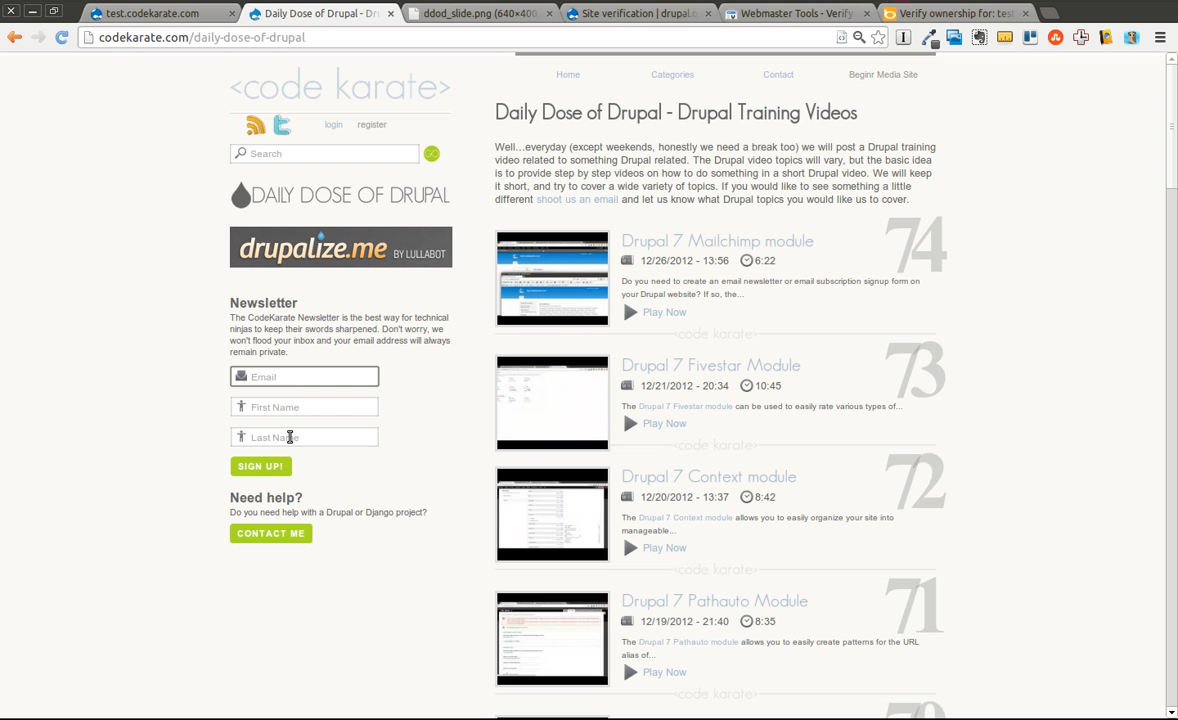 test.codekarate.com
Daily Dose of Drupal - Dr
ddod_slide.png (640×400
Site verification | drupal.o
Webmaster Tools - Verify
Verify ownership for: test
codekarate.com/daily-dose-of-drupal
<code karate>
login register
Search
DAILY DOSE OF DRUPAL
drupalize.me BY LULLABOT
Newsletter
The CodeKarate Newsletter is the best way for technical
ninjas to keep their swords sharpened. Don't worry, we
won't flood your inbox and your email address will always
remain private.
Email
First Name
Last Name
SIGN UP!
Need help?
Do you need help with a Drupal or Django project?
CONTACT ME
Home Categories Contact Beginr Media Site
Daily Dose of Drupal - Drupal Training Videos
Well...everyday (except weekends, honestly we need a break too) we will post a Drupal training
video related to something Drupal related. The Drupal video topics will vary, but the basic idea
is to provide step by step videos on how to do something in a short Drupal video. We will keep
it short, and try to cover a wide variety of topics. If you would like to see something a little
different shoot us an email and let us know what Drupal topics you would like us to cover.
74
Drupal 7 Mailchimp module
12/26/2012 - 13:56 6:22
Do you need to create an email newsletter or email subscription signup form on
your Drupal website? If so, the...
Play Now
<code karate>
73
Drupal 7 Fivestar Module
12/21/2012 - 20:34 10:45
The Drupal 7 Fivestar module can be used to easily rate various types of...
Play Now
<code karate>
72
Drupal 7 Context module
12/20/2012 - 13:37 8:42
The Drupal 7 Context module allows you to easily organize your site into
manageable...
Play Now
<code karate>
71
Drupal 7 Pathauto Module
12/19/2012 - 21:40 8:35
The Drupal 7 Pathauto module allows you to easily create patterns for the URL
alias of...
Play Now
<code karate>